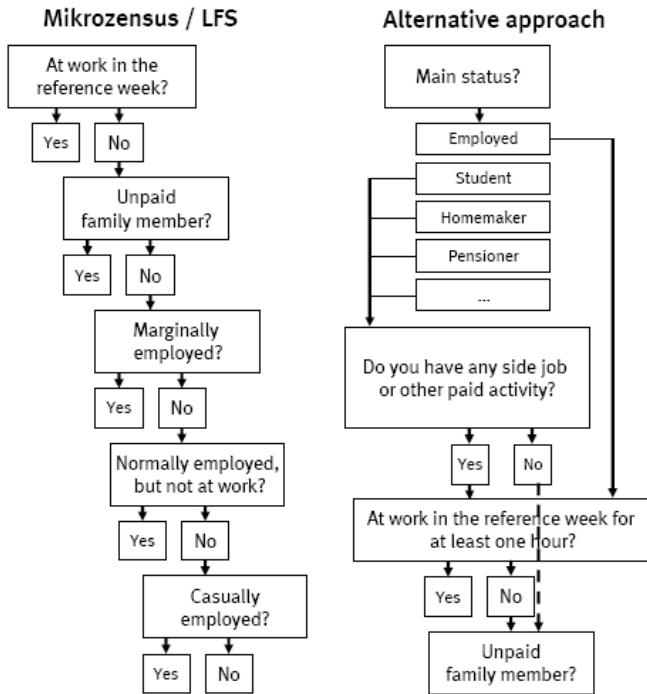 Mikrozensus / LFS
At work in the
reference week?
Yes
No
Unpaid
family member?
Yes
No
Marginally
employed?
Yes
No
Normally employed,
but not at work?
Yes
No
Casually
employed?
Yes
No
Alternative approach
Main status?
Employed
Student
Homemaker
Pensioner
...
Do you have any side job
or other paid activity?
Yes
No
At work in the reference week for
at least one hour?
Yes
No
Unpaid
family member?